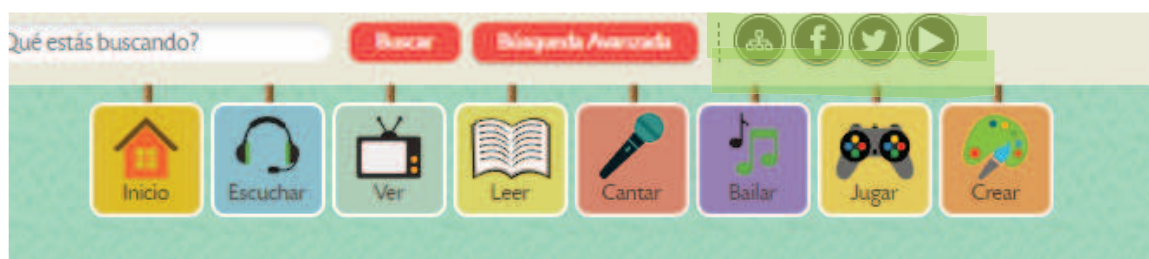 Qué estás buscando?
Buscar
Búsqueda Avanzada
Inicio
Escuchar
Ver
Leer
Cantar
Bailar
Jugar
Crear